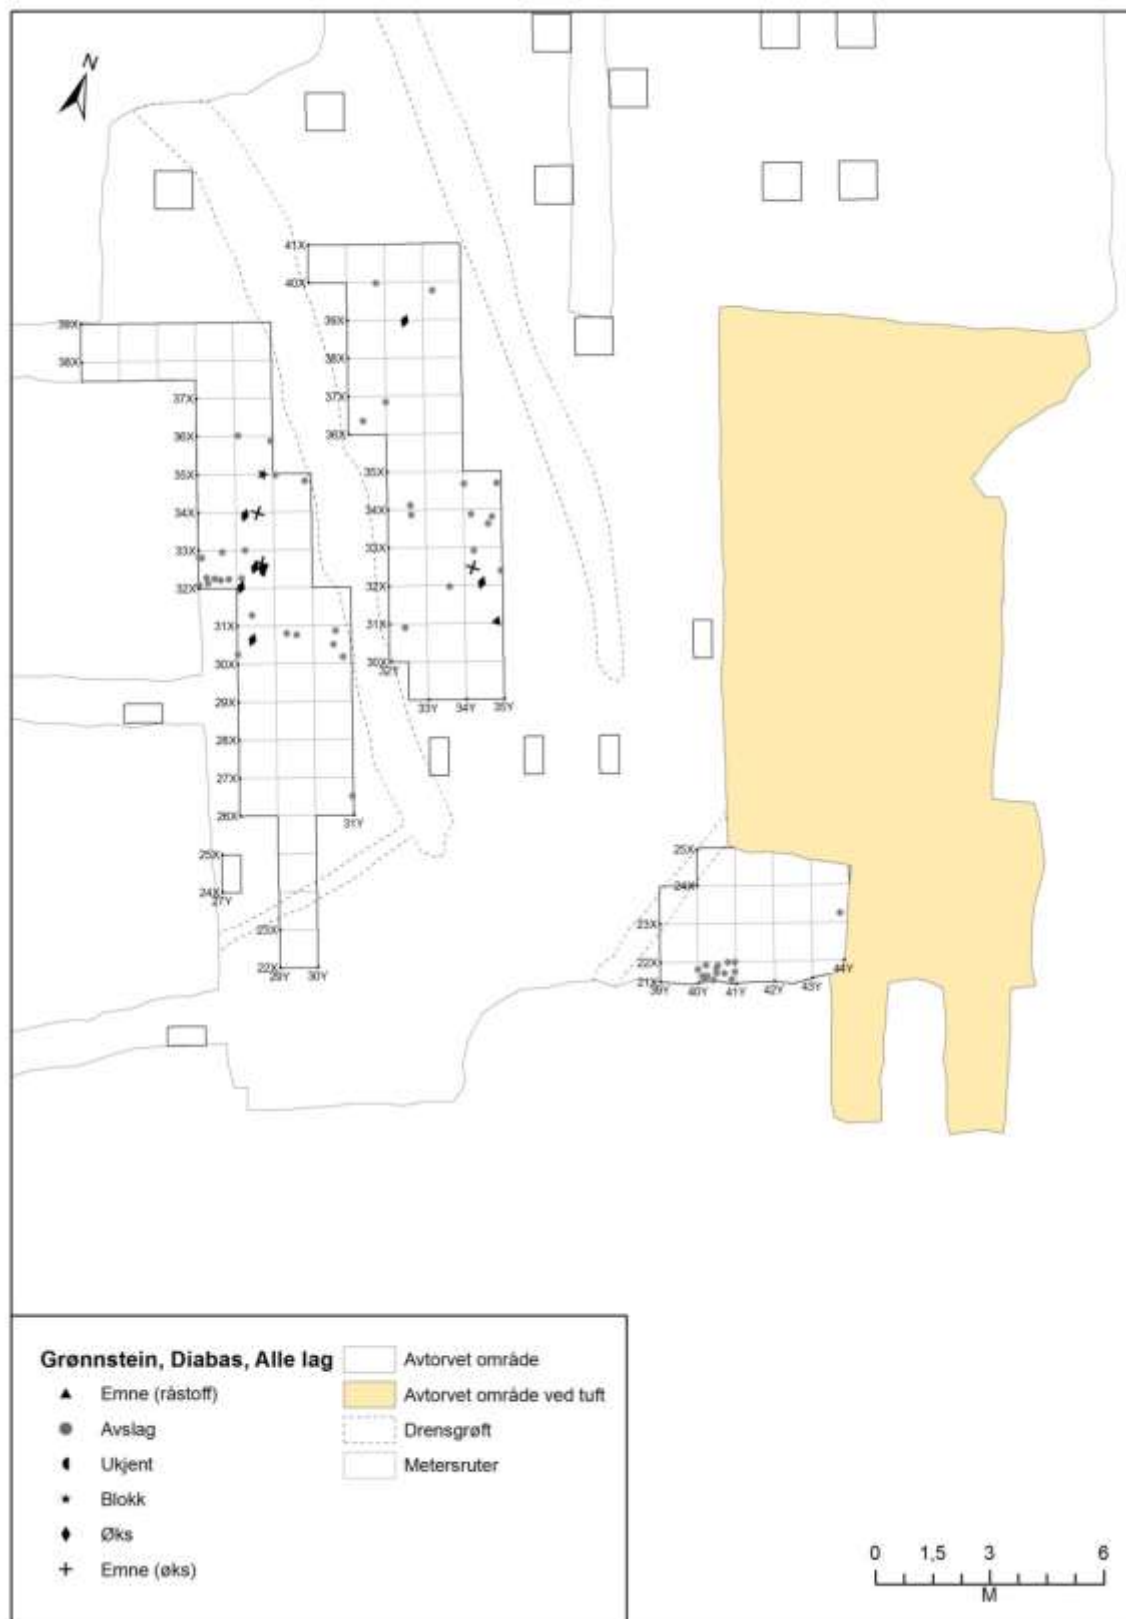 N
41X
40X
39X
38X
37X
36X
35X
34X
33X
32X
31X
30X
32Y
33Y 34Y 35Y
39X
38X
37X
36X
35X
34X
33X
32X
31X
30X
29X
28X
27X
26X
31Y
25X
24X
27Y
23X
22X
29Y 30Y
25X
24X
23X
22X
21X
39Y 40Y 41Y 42Y 43Y 44Y
Grønnstein, Diabas, Alle lag
Emne (råstoff)
Avslag
Ukjent
Blokk
Øks
Emne (øks)
Avtorvet område
Avtorvet område ved tuft
Drensgrøft
Metersruter
0 1,5 3 6
M